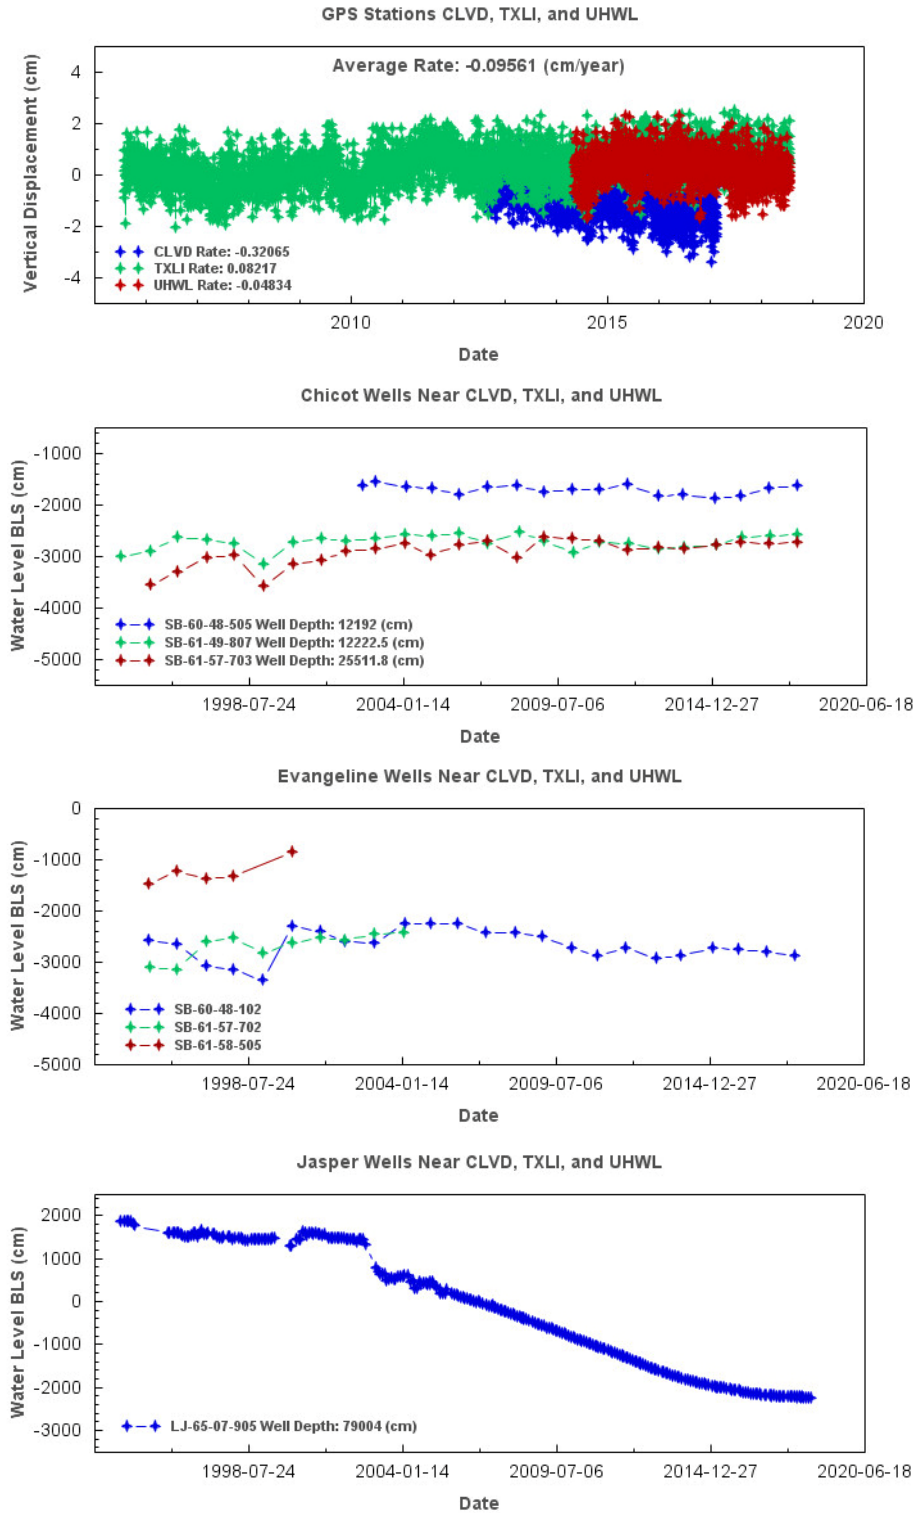 GPS Stations CLVD, TXLI, and UHWL
Average Rate: -0.09561 (cm/year)
Vertical Displacement (cm)
4
2
0
-2
-4
CLVD Rate: -0.32065
TXLI Rate: 0.08217
UHWL Rate: -0.04834
2010 2015 2020
Date
Chicot Wells Near CLVD, TXLI, and UHWL
Water Level BLS (cm)
-1000
-2000
-3000
-4000
-5000
SB-60-48-505 Well Depth: 12192 (cm)
SB-61-49-807 Well Depth: 12222.5 (cm)
SB-61-57-703 Well Depth: 25511.8 (cm)
1998-07-24 2004-01-14 2009-07-06 2014-12-27 2020-06-18
Date
Evangeline Wells Near CLVD, TXLI, and UHWL
Water Level BLS (cm)
0
-1000
-2000
-3000
-4000
-5000
SB-60-48-102
SB-61-57-702
SB-61-58-505
1998-07-24 2004-01-14 2009-07-06 2014-12-27 2020-06-18
Date
Jasper Wells Near CLVD, TXLI, and UHWL
Water Level BLS (cm)
2000
1000
0
-1000
-2000
-3000
LJ-65-07-905 Well Depth: 79004 (cm)
1998-07-24 2004-01-14 2009-07-06 2014-12-27 2020-06-18
Date